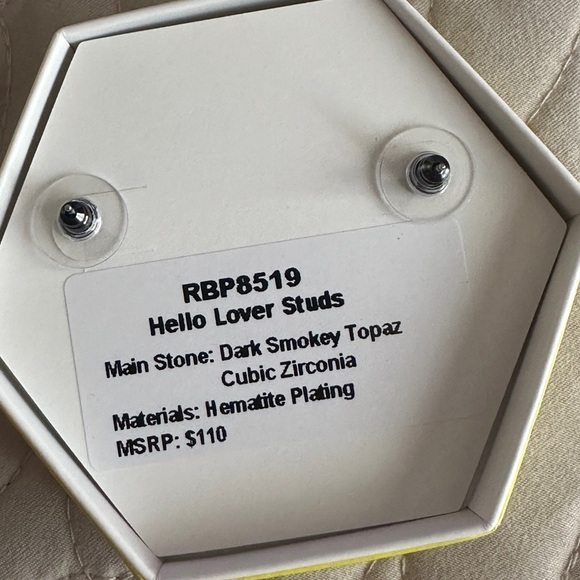 RBP8519
Hello Lover Studs
Main Stone: Dark Smokey Topaz
Cubic Zirconia
Materials: Hematite Plating
MSRP: $110